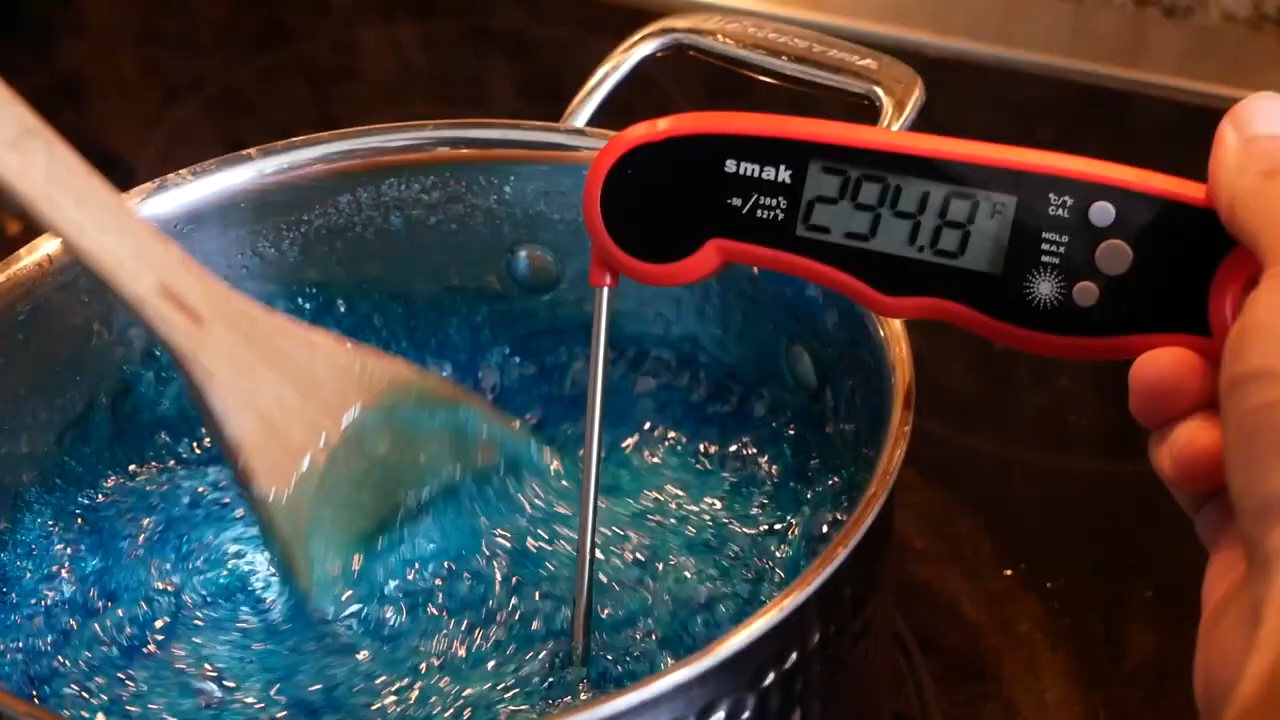 smak
-50/300°C
527°F
294.8°F
°C/°F
CAL
HOLD
MAX
MIN